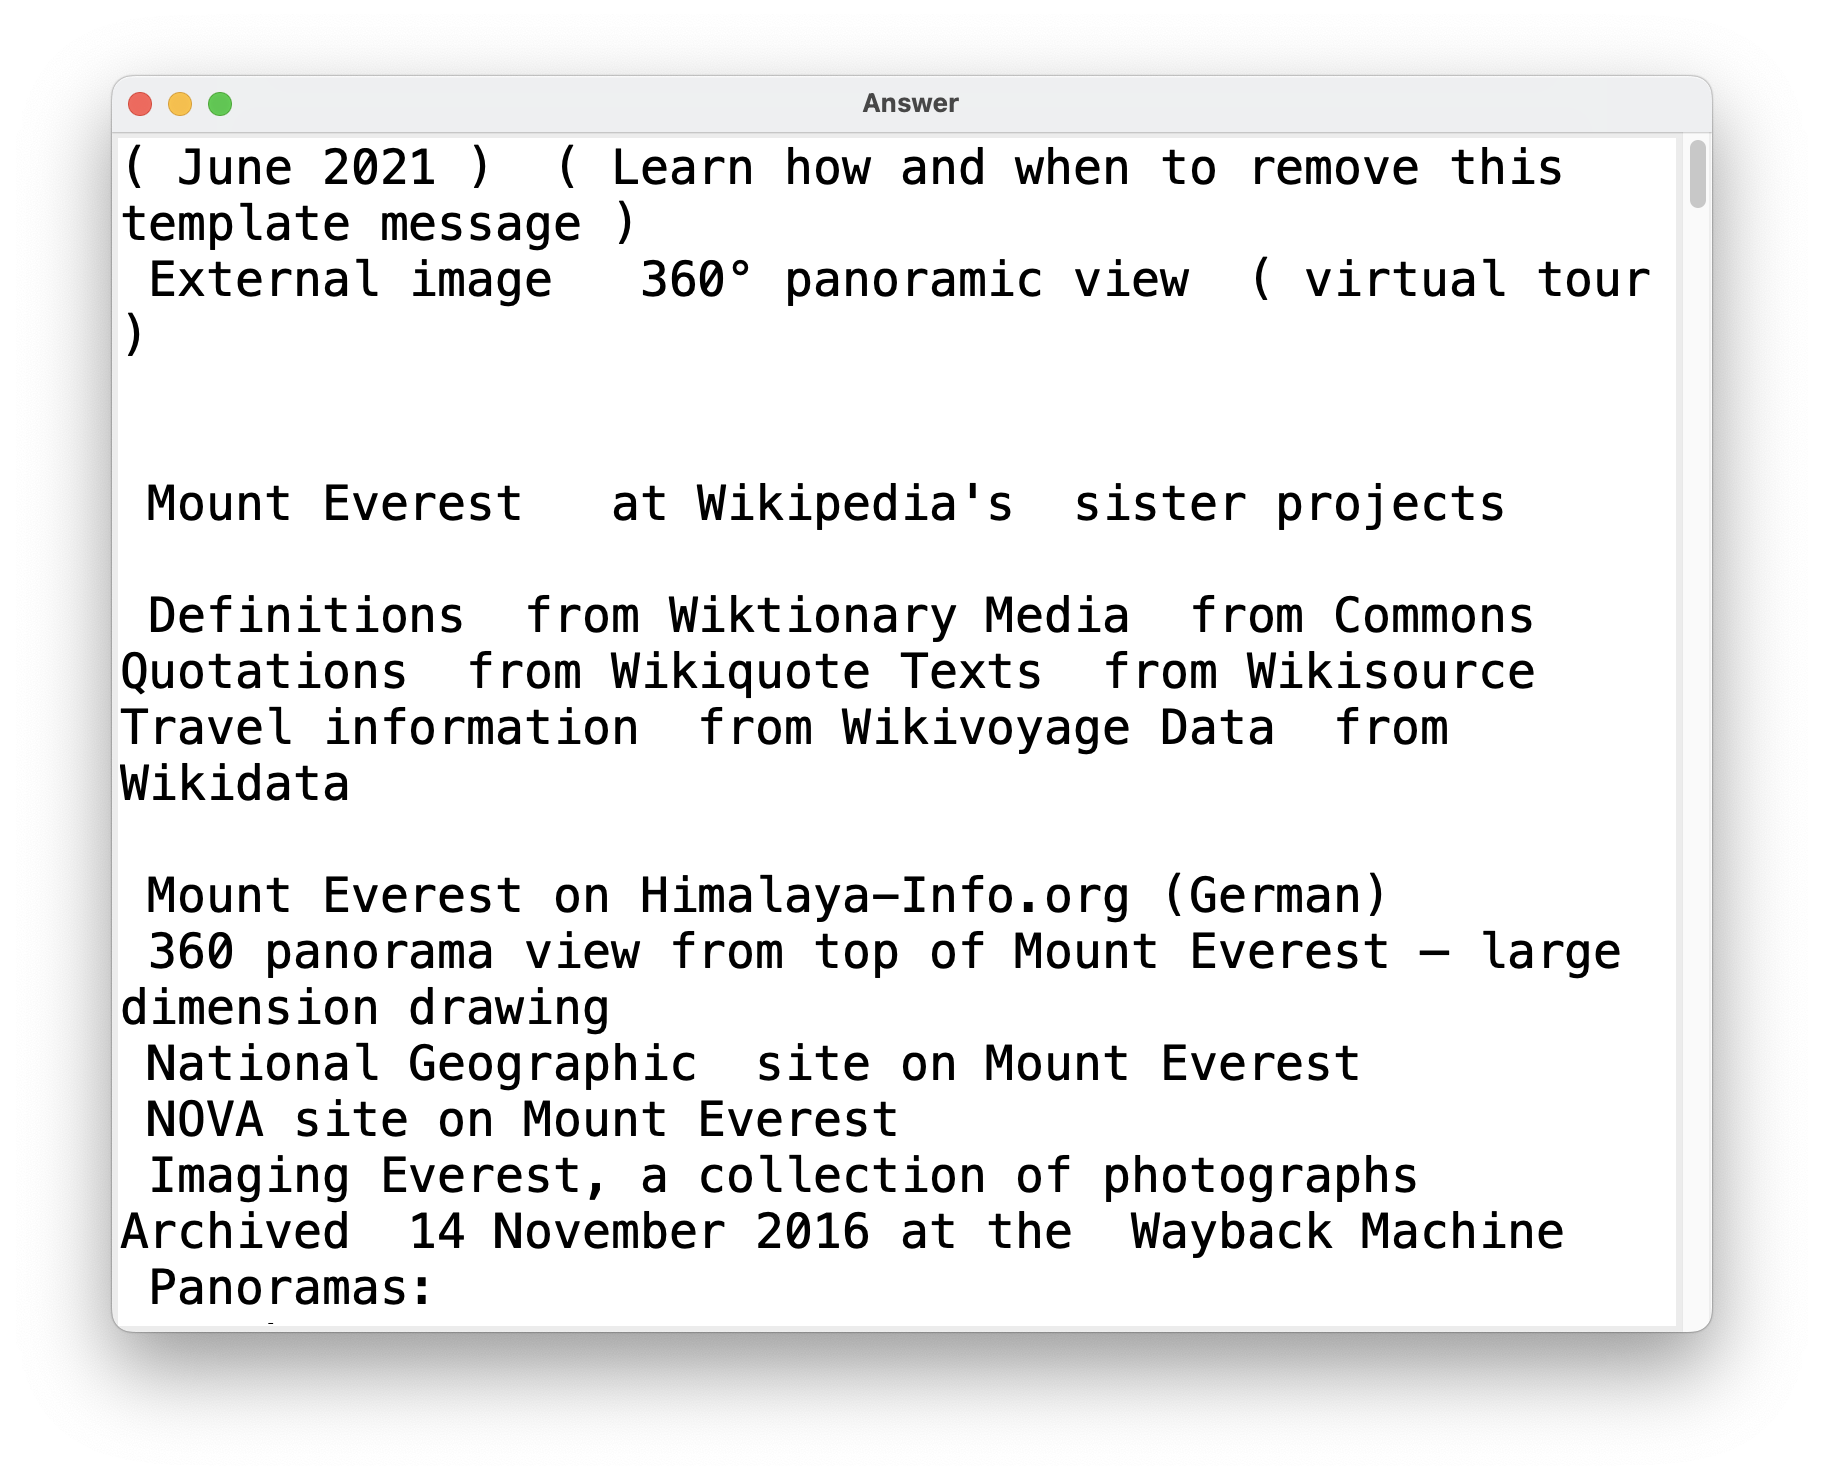 Answer
( June 2021 )  ( Learn how and when to remove this
template message )
External image   360° panoramic view  ( virtual tour
)
Mount Everest   at Wikipedia's  sister projects
Definitions  from Wiktionary Media  from Commons
Quotations  from Wikiquote Texts  from Wikisource
Travel information  from Wikivoyage Data  from
Wikidata
Mount Everest on Himalaya-Info.org (German)
360 panorama view from top of Mount Everest – large
dimension drawing
National Geographic  site on Mount Everest
NOVA site on Mount Everest
Imaging Everest, a collection of photographs
Archived  14 November 2016 at the  Wayback Machine
Panoramas: